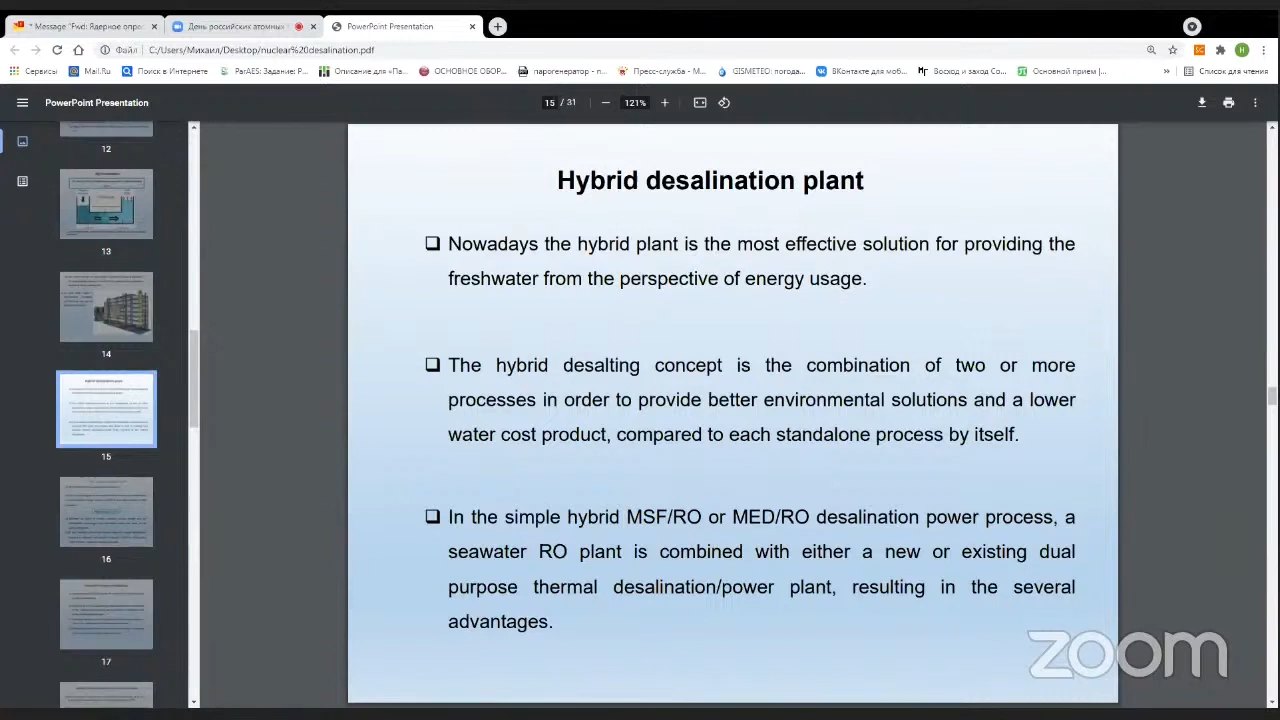 * Message "Fwd: Ядерное опро
День российских атомных
PowerPoint Presentation
Файл
C:/Users/Михаил/Desktop/nuclear%20desalination.pdf
Сервисы
Mail.Ru
Поиск в Интернете
ParAES: Задание: Р...
Описание для «Па...
ОСНОВНОЕ ОБОР...
парогенератор - п...
Пресс-служба - М...
GISMETEO: погода...
ВКонтакте для моб...
Восход и заход Со...
Основной прием |...
»
Список для чтения
PowerPoint Presentation
15 / 31
121%
12
13
14
15
16
17
Hybrid desalination plant
Nowadays the hybrid plant is the most effective solution for providing the
freshwater from the perspective of energy usage.
The hybrid desalting concept is the combination of two or more
processes in order to provide better environmental solutions and a lower
water cost product, compared to each standalone process by itself.
In the simple hybrid MSF/RO or MED/RO desalination power process, a
seawater RO plant is combined with either a new or existing dual
purpose thermal desalination/power plant, resulting in the several
advantages.
zoom